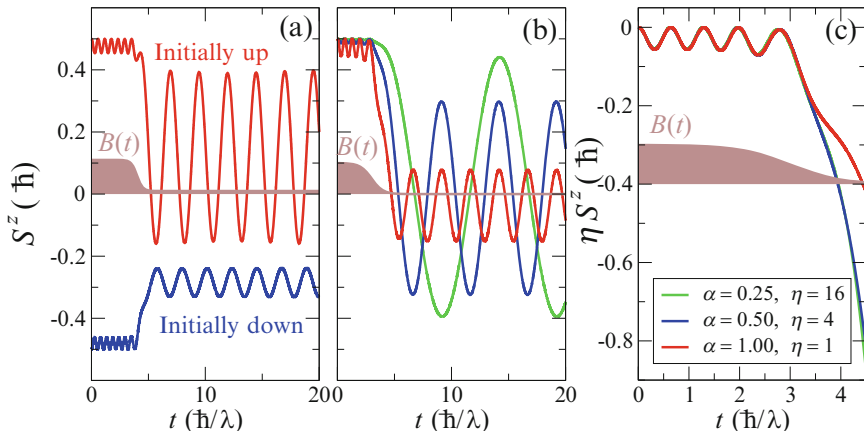 (a)
Initially up
B(t)
Initially down
0.4
0.2
0
-0.2
-0.4
S^z (ħ)
0
10
20
t (ħ/λ)
(b)
B(t)
0
10
20
t (ħ/λ)
(c)
B(t)
0
-0.2
-0.4
-0.6
-0.8
η S^z (ħ)
α = 0.25, η = 16
α = 0.50, η = 4
α = 1.00, η = 1
0
1
2
3
4
t (ħ/λ)